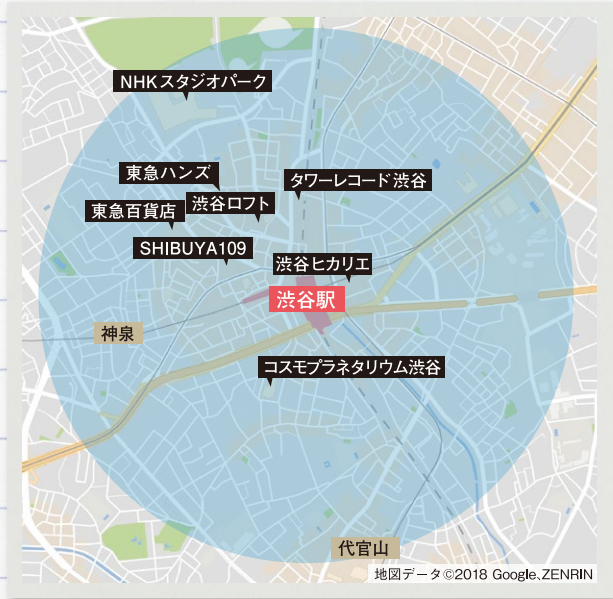 NHKスタジオパーク
東急ハンズ
タワーレコード渋谷
渋谷ロフト
東急百貨店
SHIBUYA109
渋谷ヒカリエ
渋谷駅
神泉
コスモプラネタリウム渋谷
代官山
地図データ©2018 Google、ZENRIN